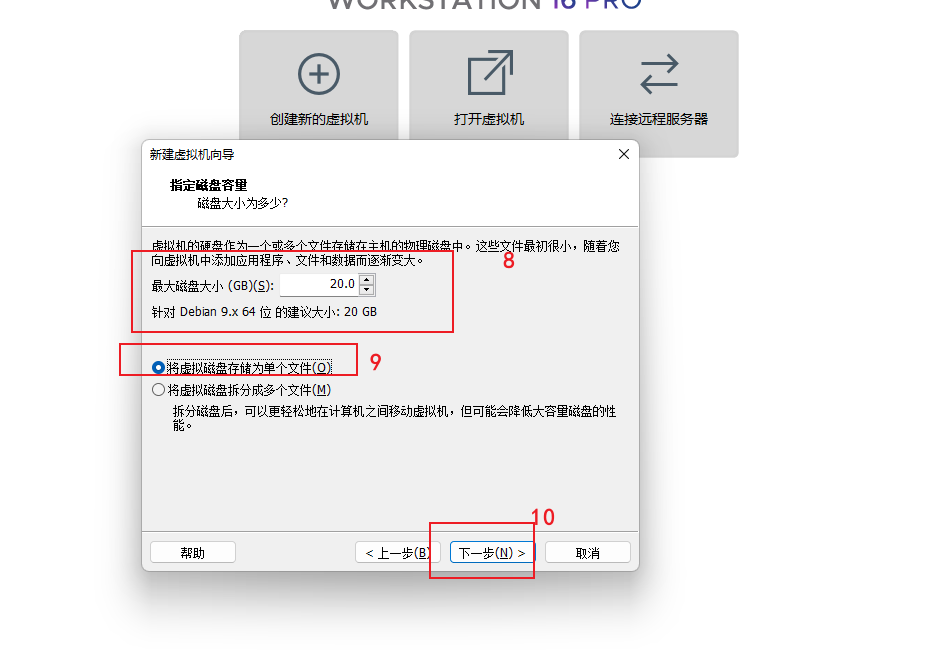 WORKSTATION 16 PRO
创建新的虚拟机
打开虚拟机
连接远程服务器
新建虚拟机向导
指定磁盘容量
磁盘大小为多少?
虚拟机的硬盘作为一个或多个文件存储在主机的物理磁盘中。这些文件最初很小，随着您
向虚拟机中添加应用程序、文件和数据而逐渐变大。
8
最大磁盘大小 (GB)(S): 20.0
针对 Debian 9.x 64 位 的建议大小: 20 GB
将虚拟磁盘存储为单个文件(O)
9
将虚拟磁盘拆分成多个文件(M)
拆分磁盘后，可以更轻松地在计算机之间移动虚拟机，但可能会降低大容量磁盘的性
能。
10
帮助
< 上一步(B)
下一步(N) >
取消